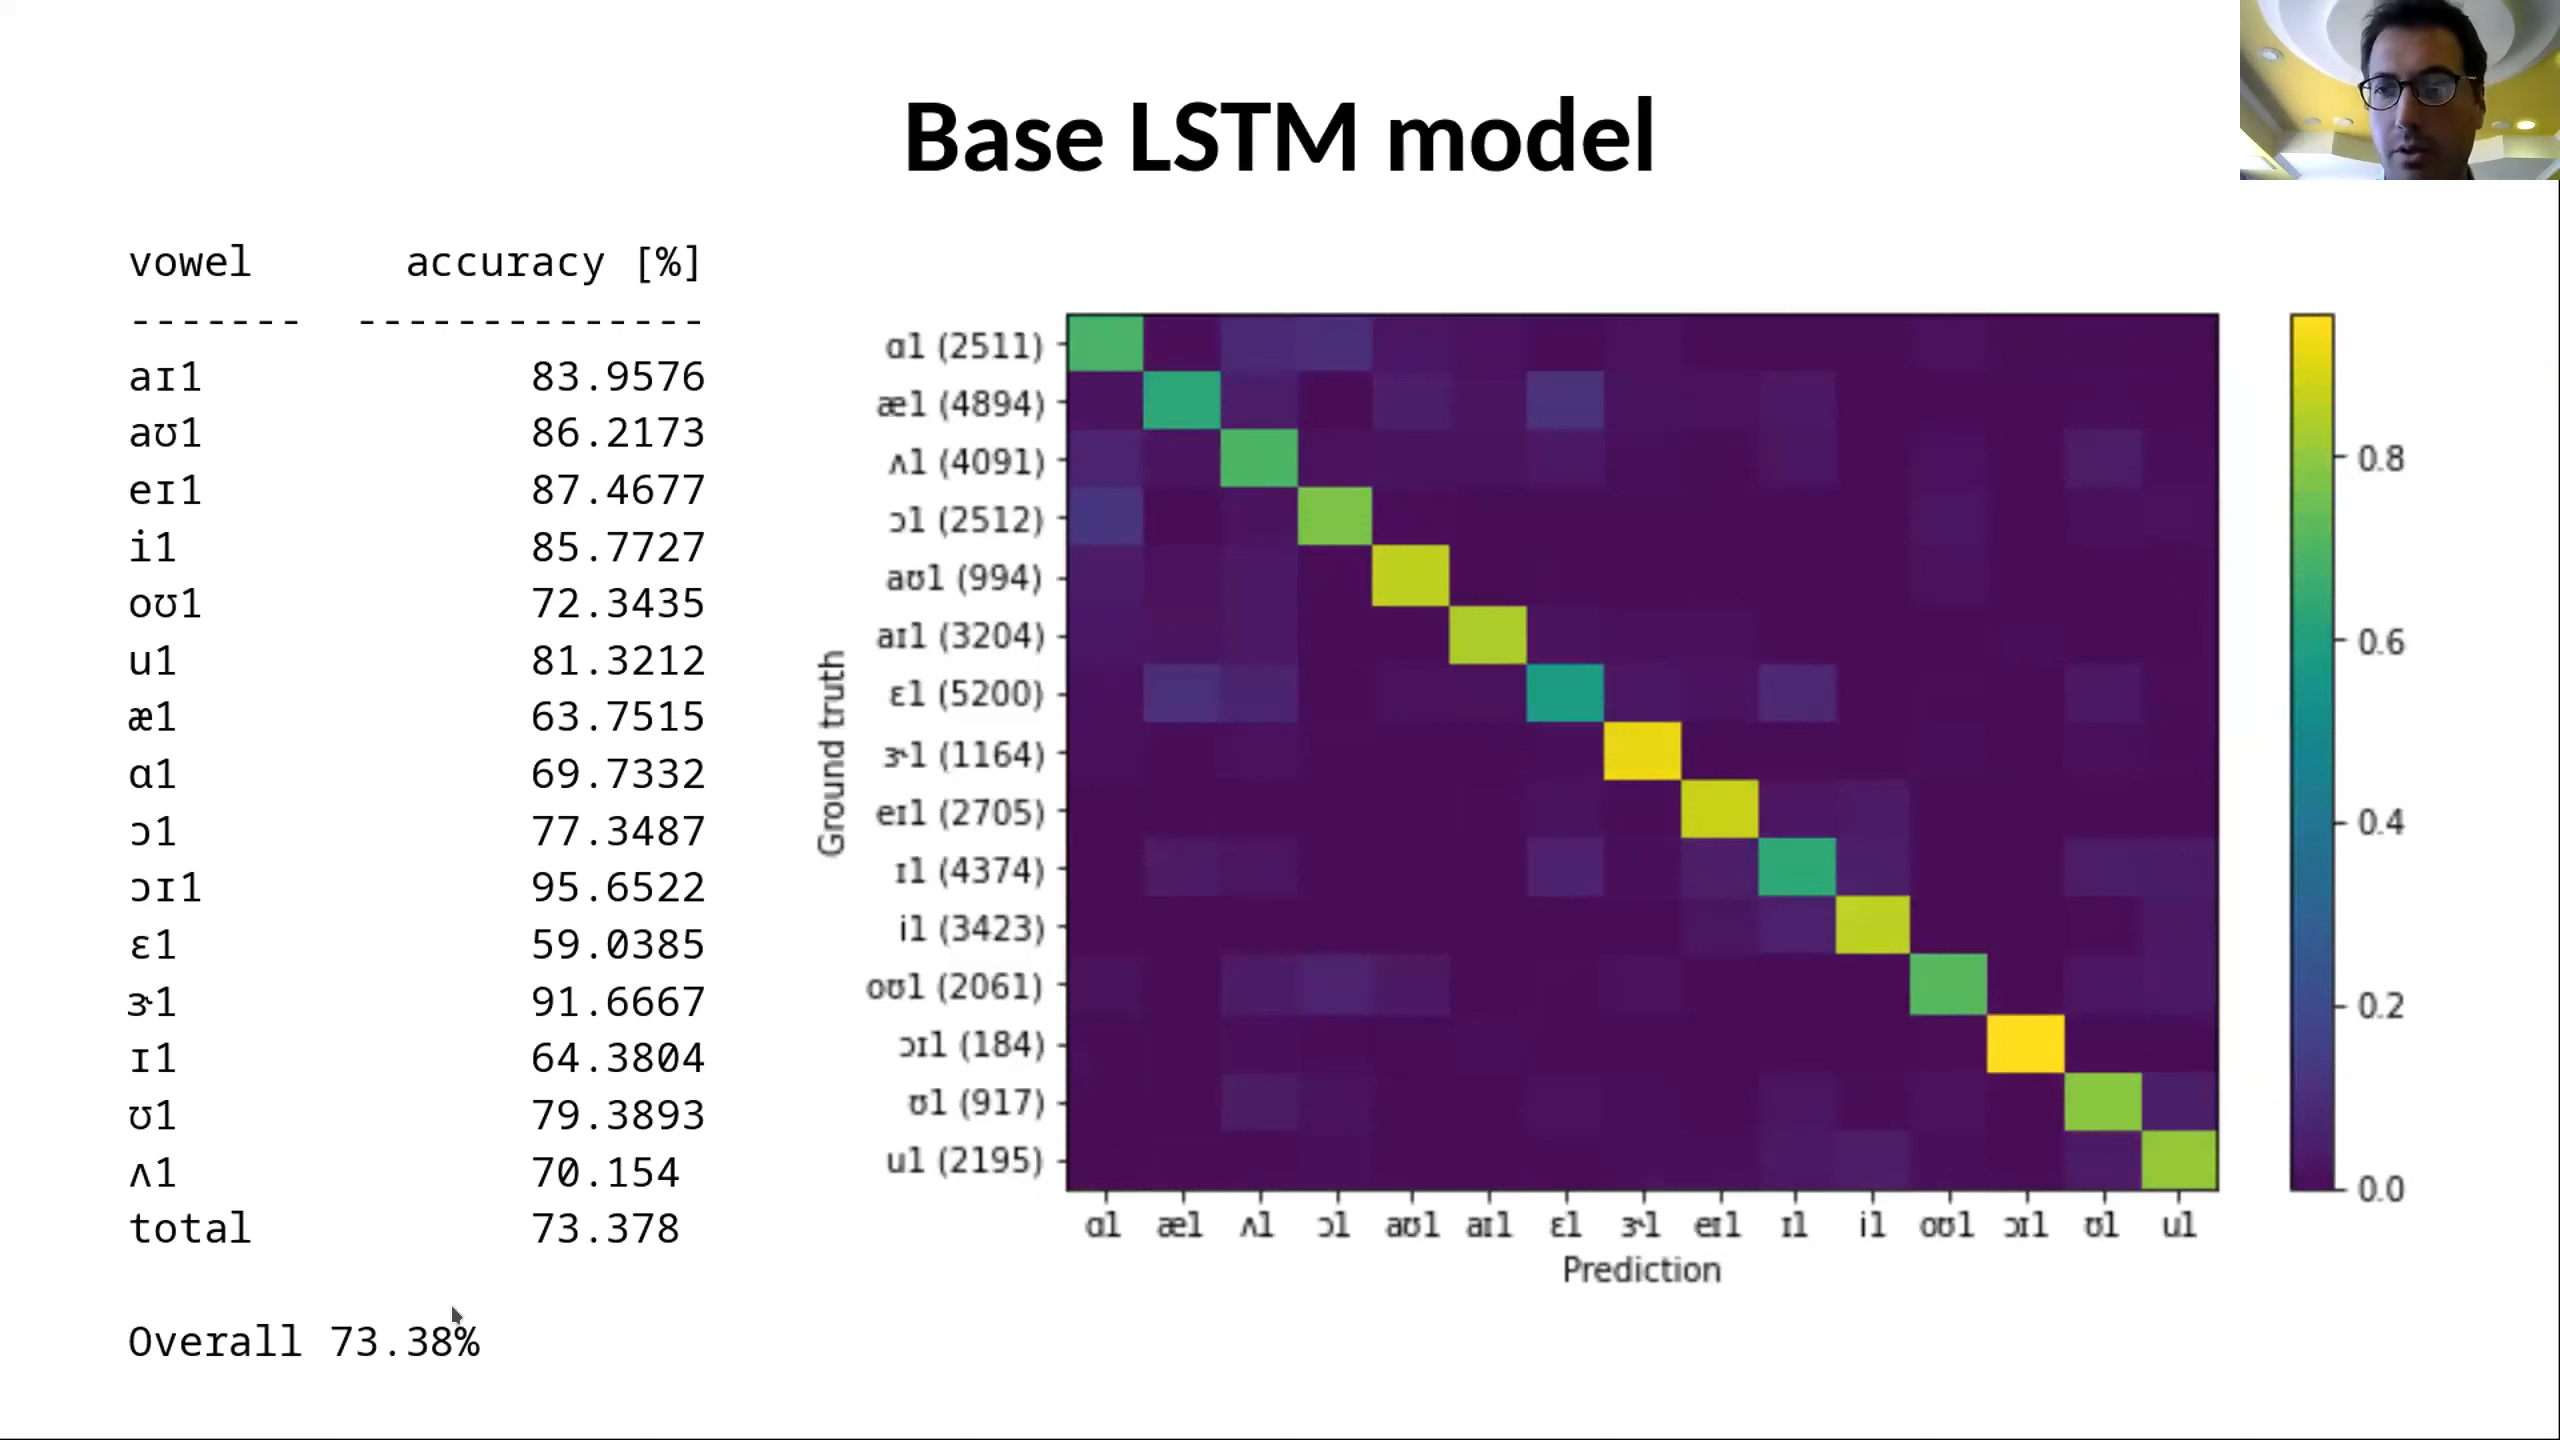 Base LSTM model
vowel accuracy [%]
------- --------------
aɪ1 83.9576
aʊ1 86.2173
eɪ1 87.4677
i1 85.7727
oʊ1 72.3435
u1 81.3212
æ1 63.7515
ɑ1 69.7332
ɔ1 77.3487
ɔɪ1 95.6522
ɛ1 59.0385
ɝ1 91.6667
ɪ1 64.3804
ʊ1 79.3893
ʌ1 70.154
total 73.378
Overall 73.38%
Ground truth
ɑ1 (2511)
æ1 (4894)
ʌ1 (4091)
ɔ1 (2512)
aʊ1 (994)
aɪ1 (3204)
ɛ1 (5200)
ɝ1 (1164)
eɪ1 (2705)
ɪ1 (4374)
i1 (3423)
oʊ1 (2061)
ɔɪ1 (184)
ʊ1 (917)
u1 (2195)
ɑ1 æ1 ʌ1 ɔ1 aʊ1 aɪ1 ɛ1 ɝ1 eɪ1 ɪ1 i1 oʊ1 ɔɪ1 ʊ1 u1
Prediction
0.8
0.6
0.4
0.2
0.0